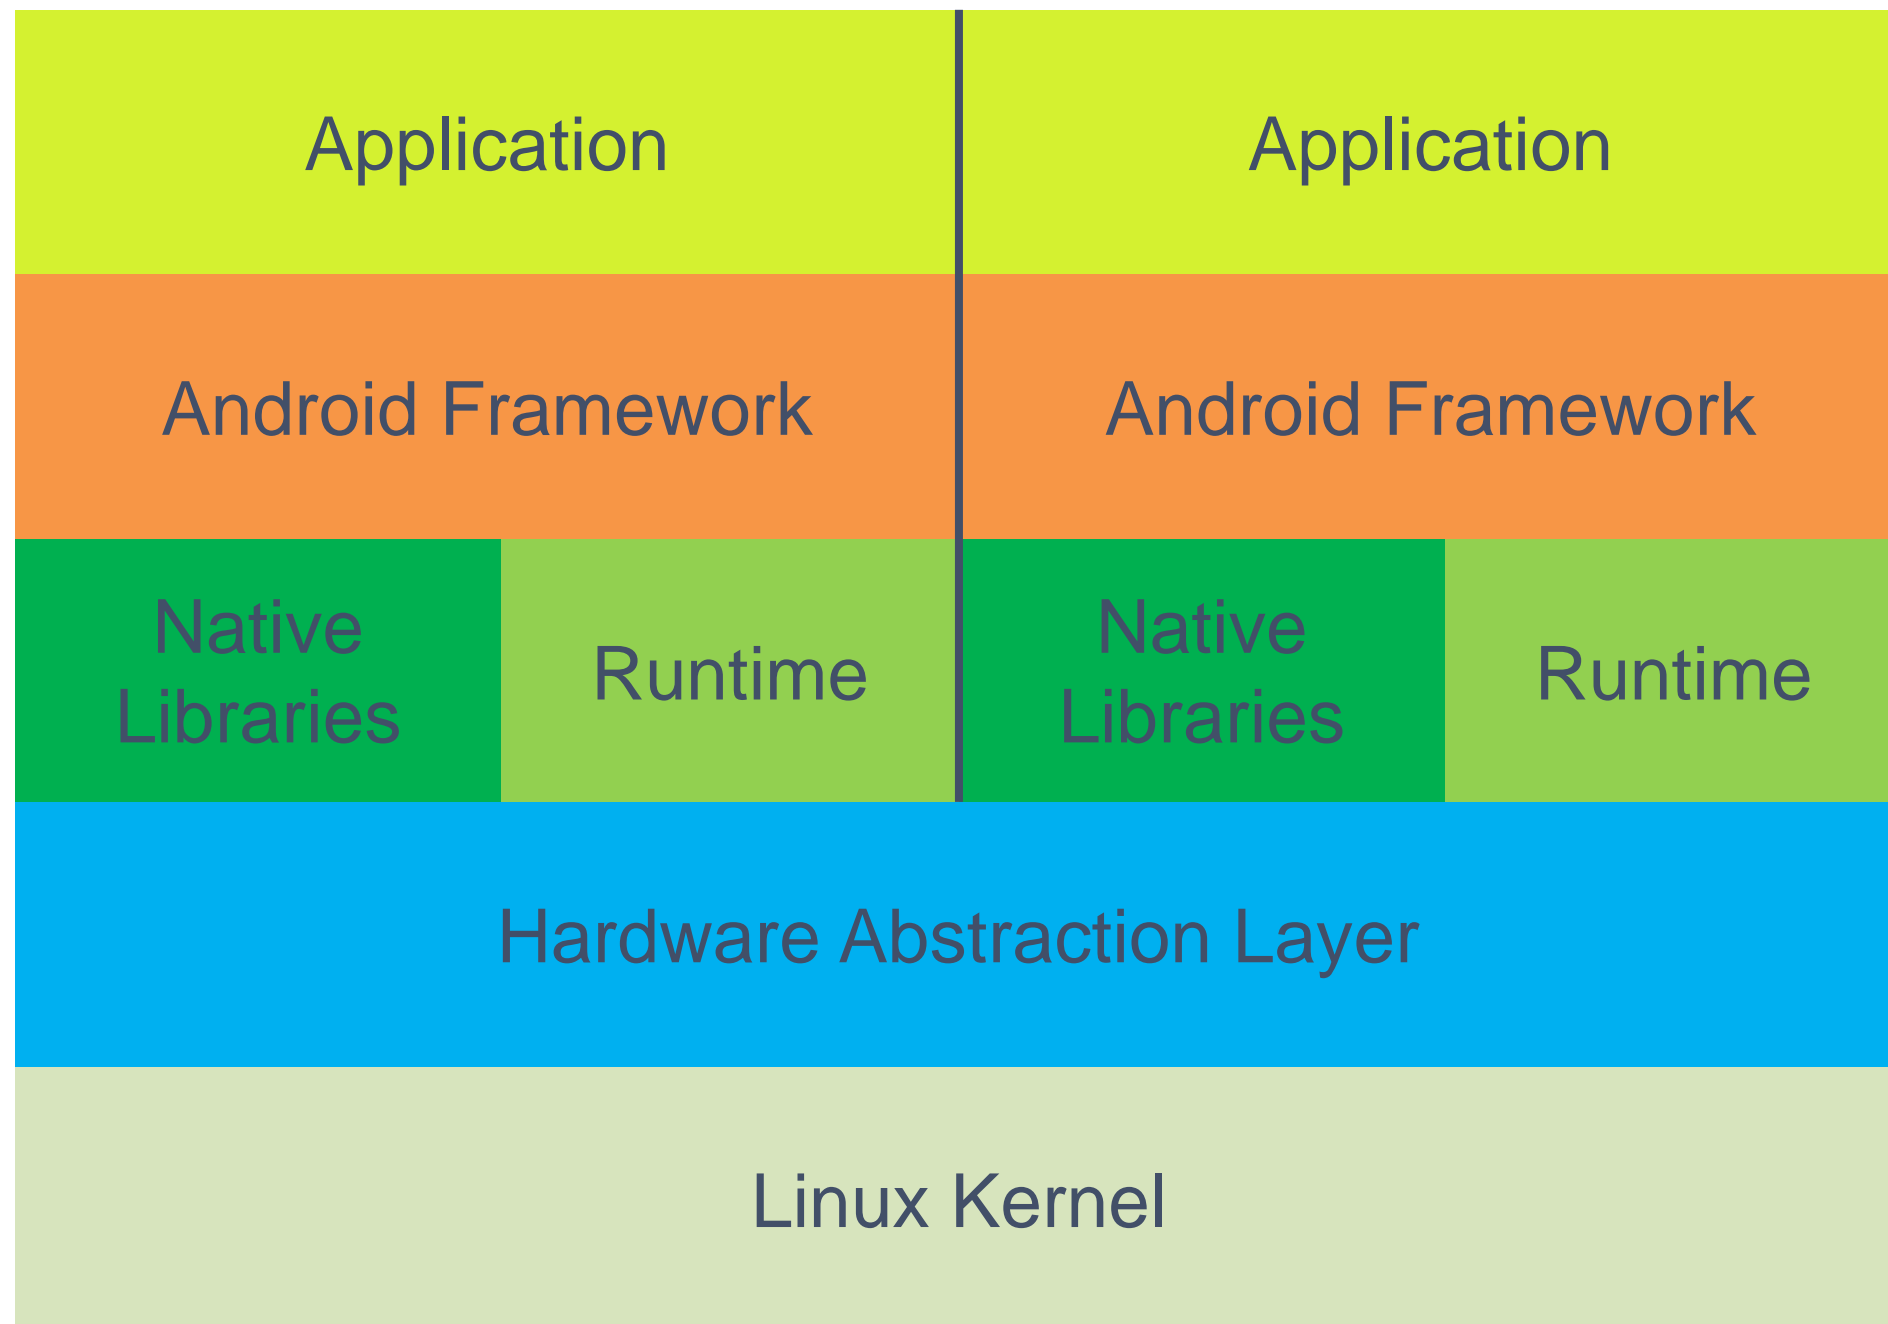 Application
Application
Android Framework
Android Framework
Native
Libraries
Runtime
Native
Libraries
Runtime
Hardware Abstraction Layer
Linux Kernel